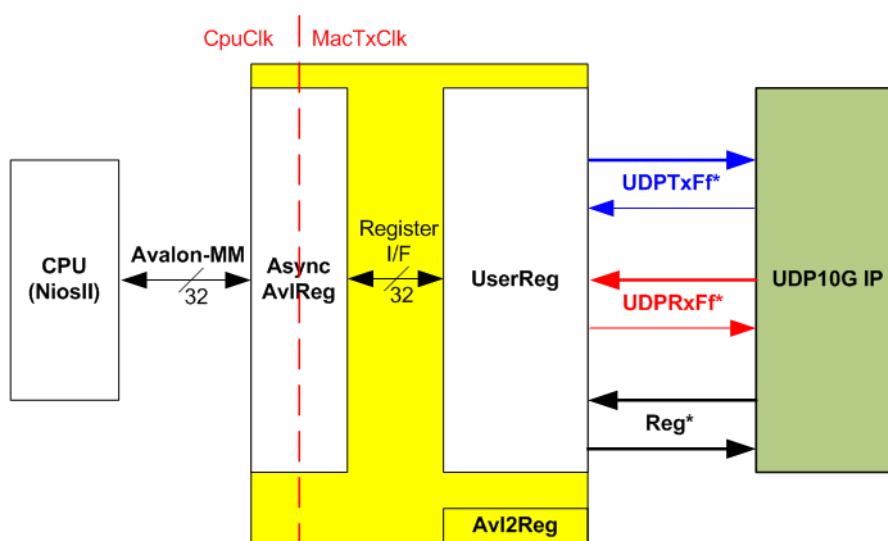 CpuClk
MacTxClk
CPU
(NiosII)
Avalon-MM
32
Async
AvlReg
Register
I/F
32
UserReg
UDPTxFf*
UDPRxFf*
Reg*
UDP10G IP
Avl2Reg